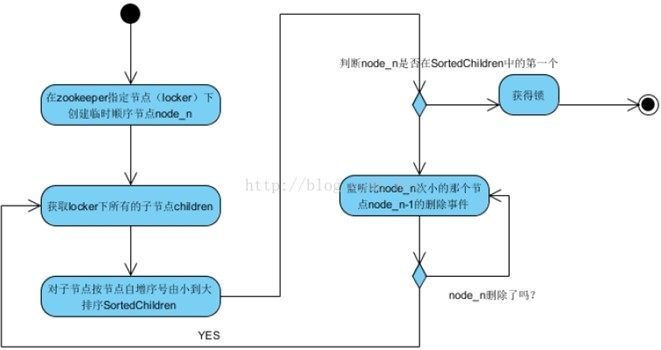 在zookeeper指定节点（locker）下
创建临时顺序节点node_n
获取locker下所有的子节点children
对子节点按节点自增序号由小到大
排序SortedChildren
YES
判断node_n是否在SortedChildren中的第一个
获得锁
监听比node_n次小的那个节
点node_n-1的删除事件
node_n删除了吗?
http://blog